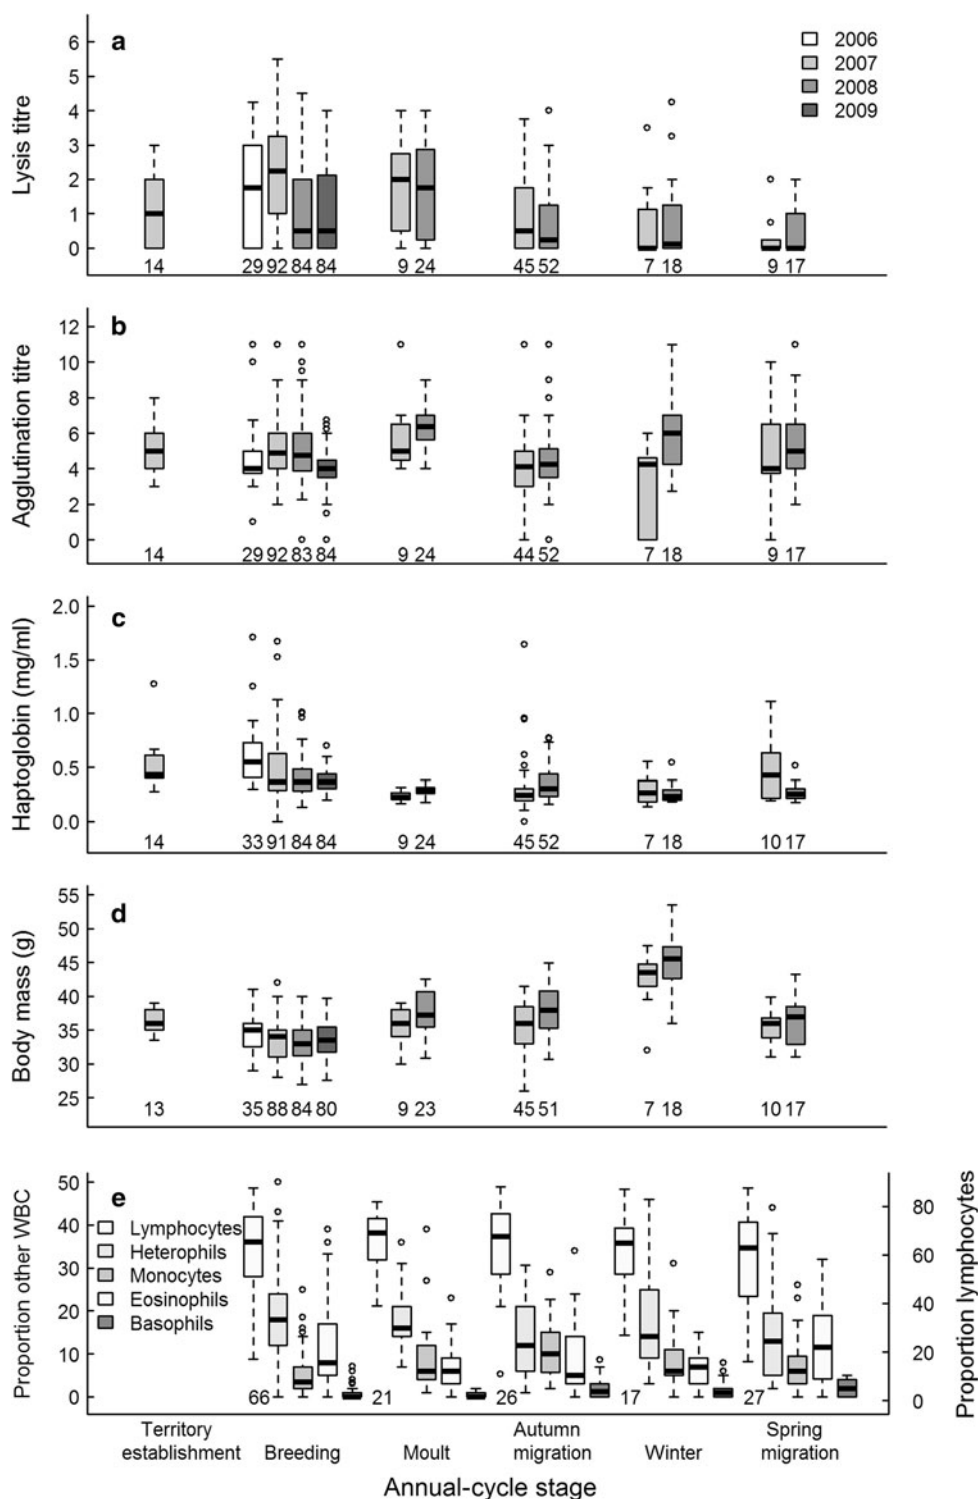 a
2006
2007
2008
2009
Lysis titre
6
5
4
3
2
1
0
14 29 92 84 84 9 24 45 52 7 18 9 17
b
Agglutination titre
12
10
8
6
4
2
0
14 29 92 83 84 9 24 44 52 7 18 9 17
c
Haptoglobin (mg/ml)
2.0
1.5
1.0
0.5
0.0
14 33 91 84 84 9 24 45 52 7 18 10 17
d
Body mass (g)
55
50
45
40
35
30
25
13 35 88 84 80 9 23 45 51 7 18 10 17
e
Proportion other WBC
50
40
30
20
10
0
Lymphocytes
Heterophils
Monocytes
Eosinophils
Basophils
66 21 26 17 27
Proportion lymphocytes
80
60
40
20
0
Territory establishment
Breeding
Moult
Autumn migration
Winter
Spring migration
Annual-cycle stage